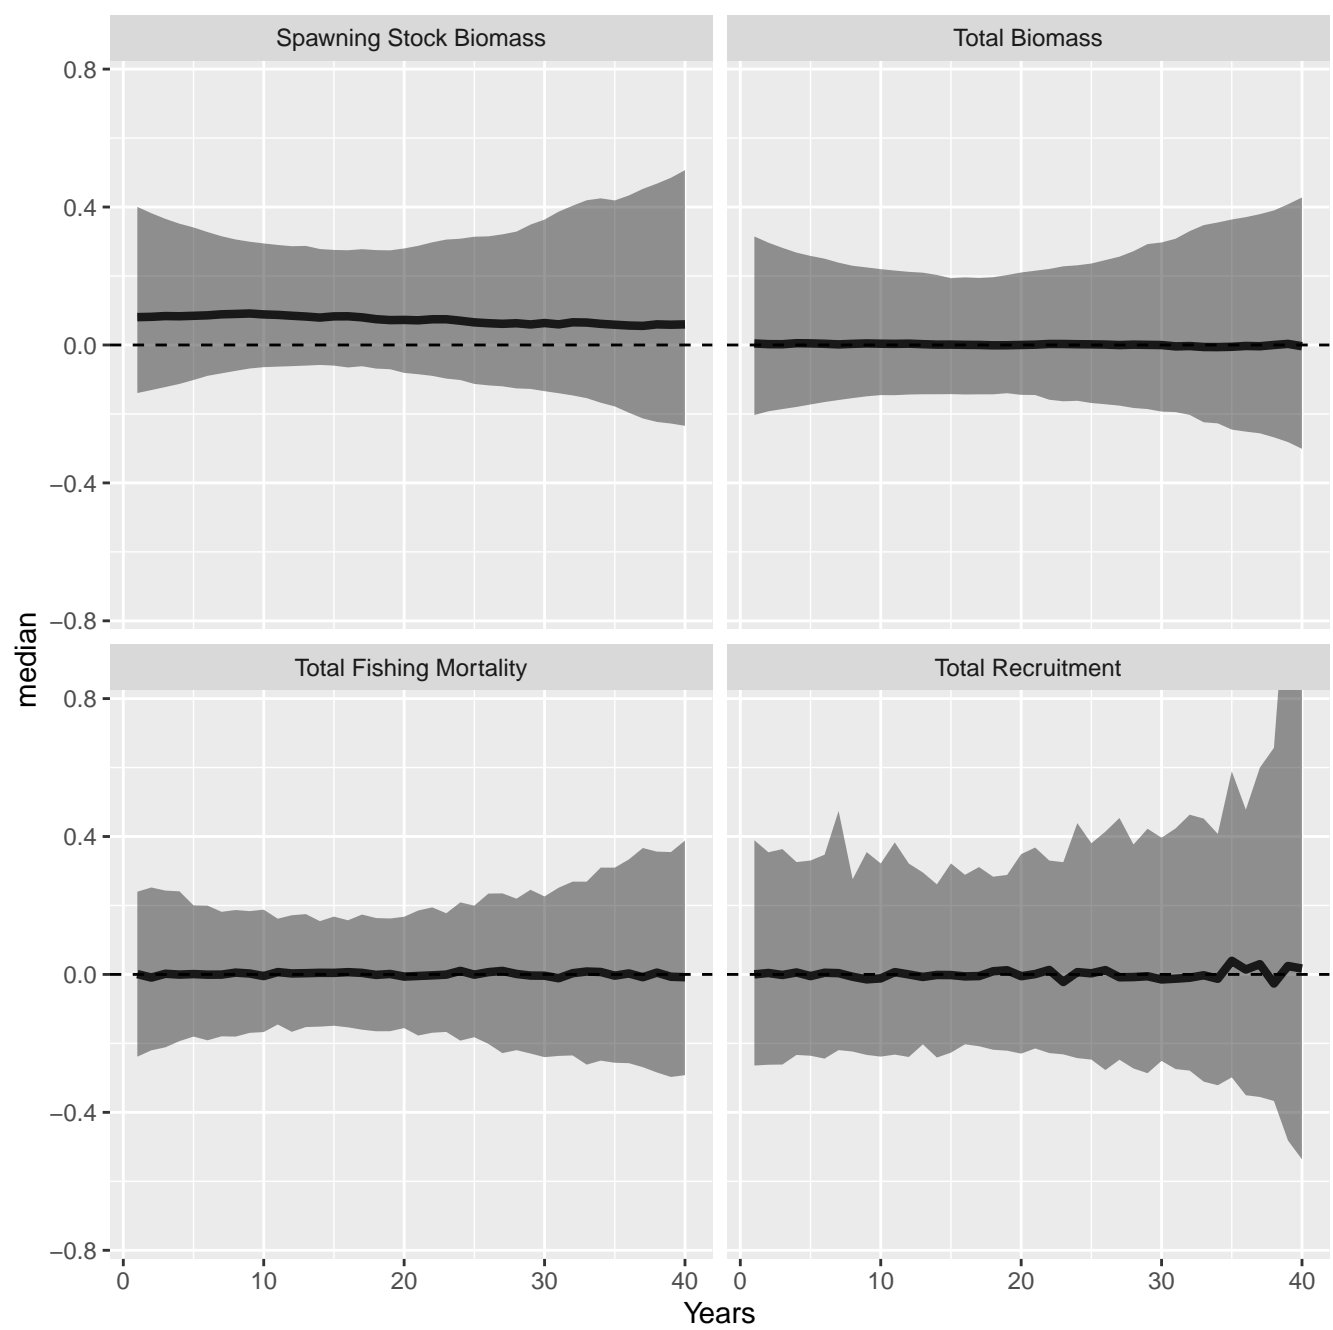 Spawning Stock Biomass
Total Biomass
0.8
0.4
0.0
−0.4
−0.8
median
Total Fishing Mortality
Total Recruitment
0.8
0.4
0.0
−0.4
−0.8
0 10 20 30 40
0 10 20 30 40
Years